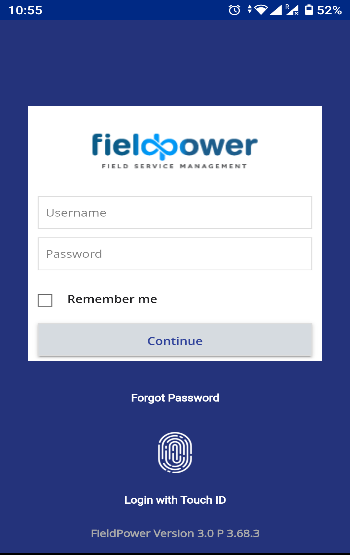 10:55
52%
fieldpower
FIELD SERVICE MANAGEMENT
Username
Password
Remember me
Continue
Forgot Password
Login with Touch ID
FieldPower Version 3.0 P 3.68.3